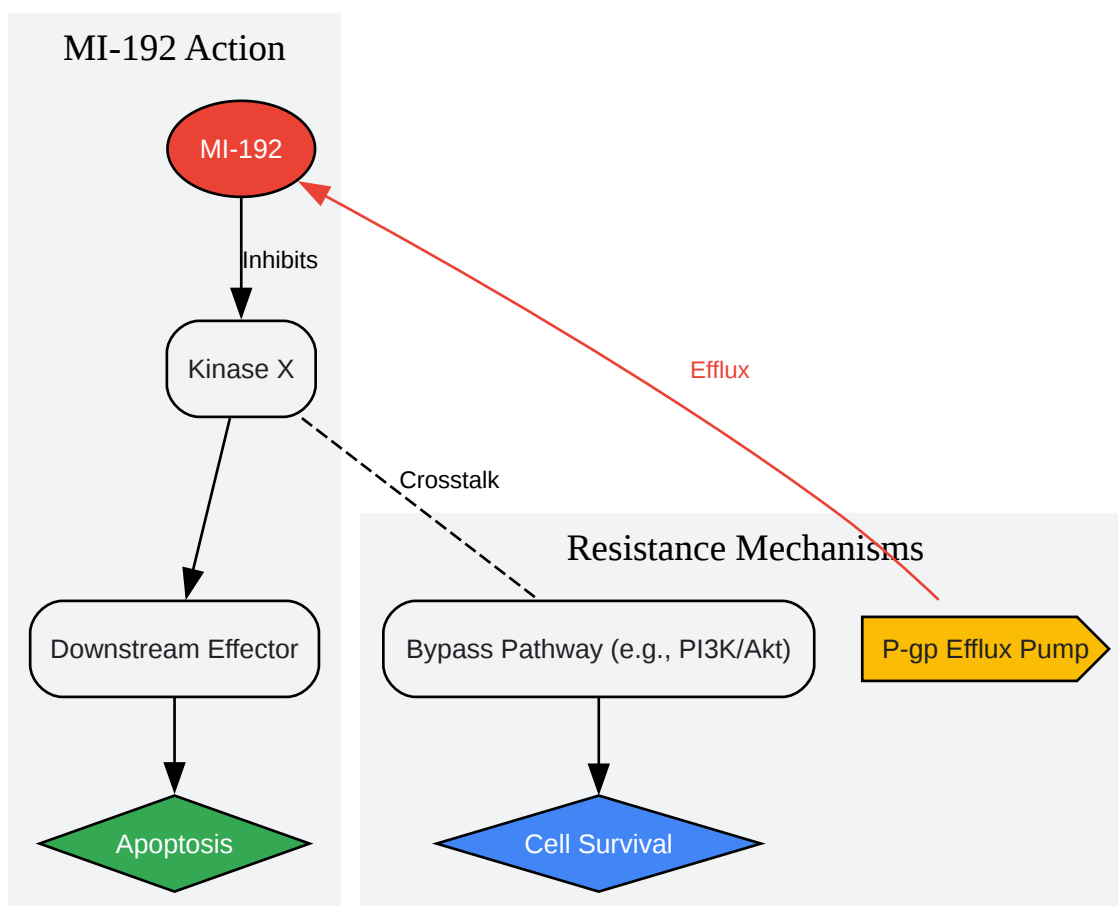 MI-192 Action
MI-192
Inhibits
Kinase X
Efflux
Crosstalk
Resistance Mechanisms
Downstream Effector
Bypass Pathway (e.g., PI3K/Akt)
P-gp Efflux Pump
Apoptosis
Cell Survival